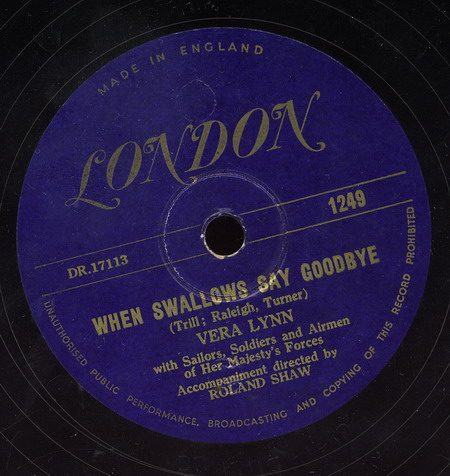 MADE IN ENGLAND
LONDON
DR.17113
1249
WHEN SWALLOWS SAY GOODBYE
(Trill; Raleigh, Turner)
VERA LYNN
with Sailors, Soldiers and Airmen
of Her Majesty's Forces
Accompaniment directed by
ROLAND SHAW
UNAUTHORISED PUBLIC PERFORMANCE, BROADCASTING AND COPYING OF THIS RECORD PROHIBITED